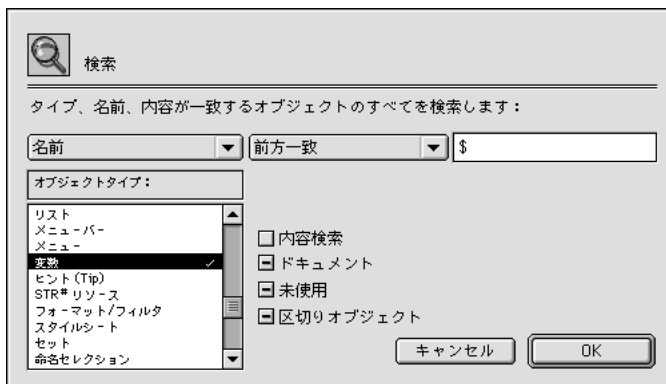 検索
タイプ、名前、内容が一致するオブジェクトのすべてを検索します：
名前 前方一致 $
オブジェクトタイプ：
リスト
メニューバー
メニュー
変数
ヒント(Tip)
STR# リソース
フォーマット/フィルタ
スタイルシート
セット
命名セレクション
内容検索
ドキュメント
未使用
区切りオブジェクト
キャンセル OK